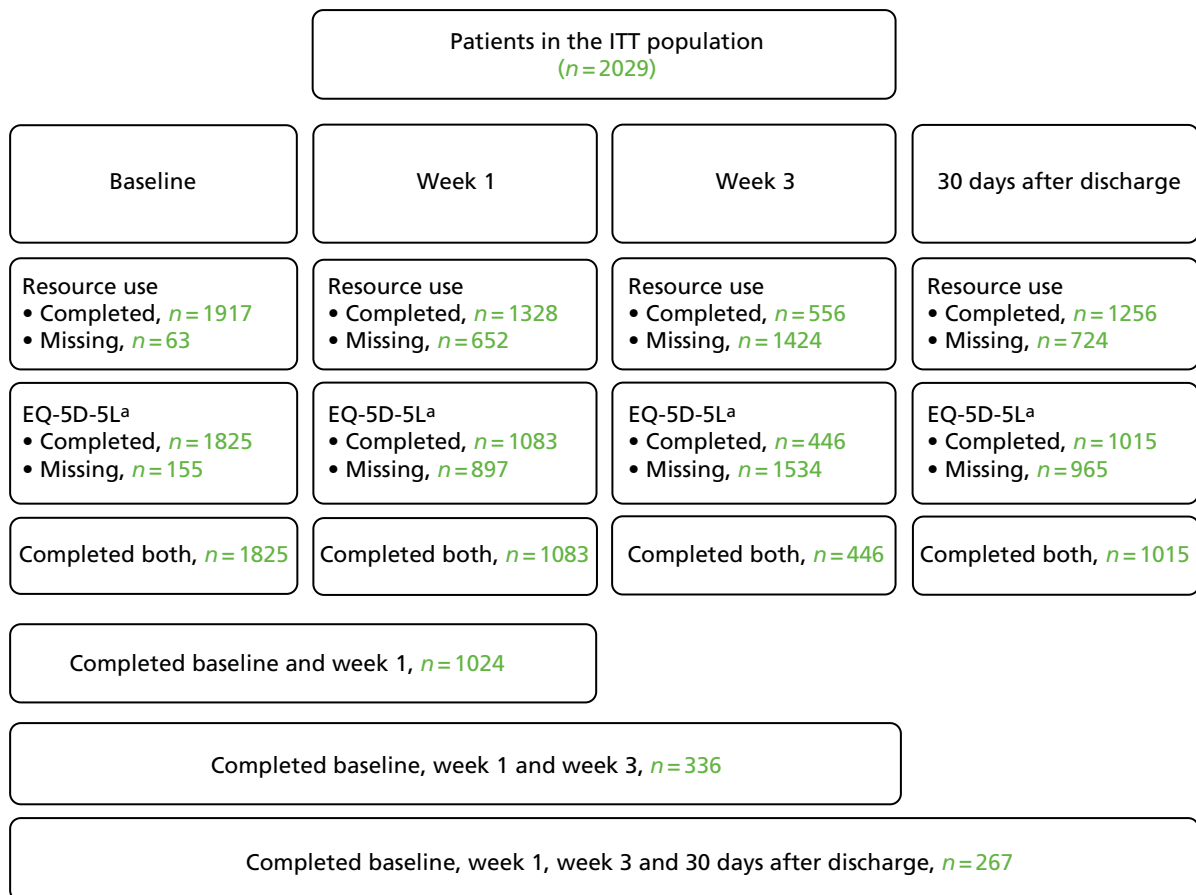 Patients in the ITT population
(n=2029)
Baseline
Week 1
Week 3
30 days after discharge
Resource use
• Completed, n=1917
• Missing, n=63
Resource use
• Completed, n=1328
• Missing, n=652
Resource use
• Completed, n=556
• Missing, n=1424
Resource use
• Completed, n=1256
• Missing, n=724
EQ-5D-5Lᵃ
• Completed, n=1825
• Missing, n=155
EQ-5D-5Lᵃ
• Completed, n=1083
• Missing, n=897
EQ-5D-5Lᵃ
• Completed, n=446
• Missing, n=1534
EQ-5D-5Lᵃ
• Completed, n=1015
• Missing, n=965
Completed both, n=1825
Completed both, n=1083
Completed both, n=446
Completed both, n=1015
Completed baseline and week 1, n=1024
Completed baseline, week 1 and week 3, n=336
Completed baseline, week 1, week 3 and 30 days after discharge, n=267